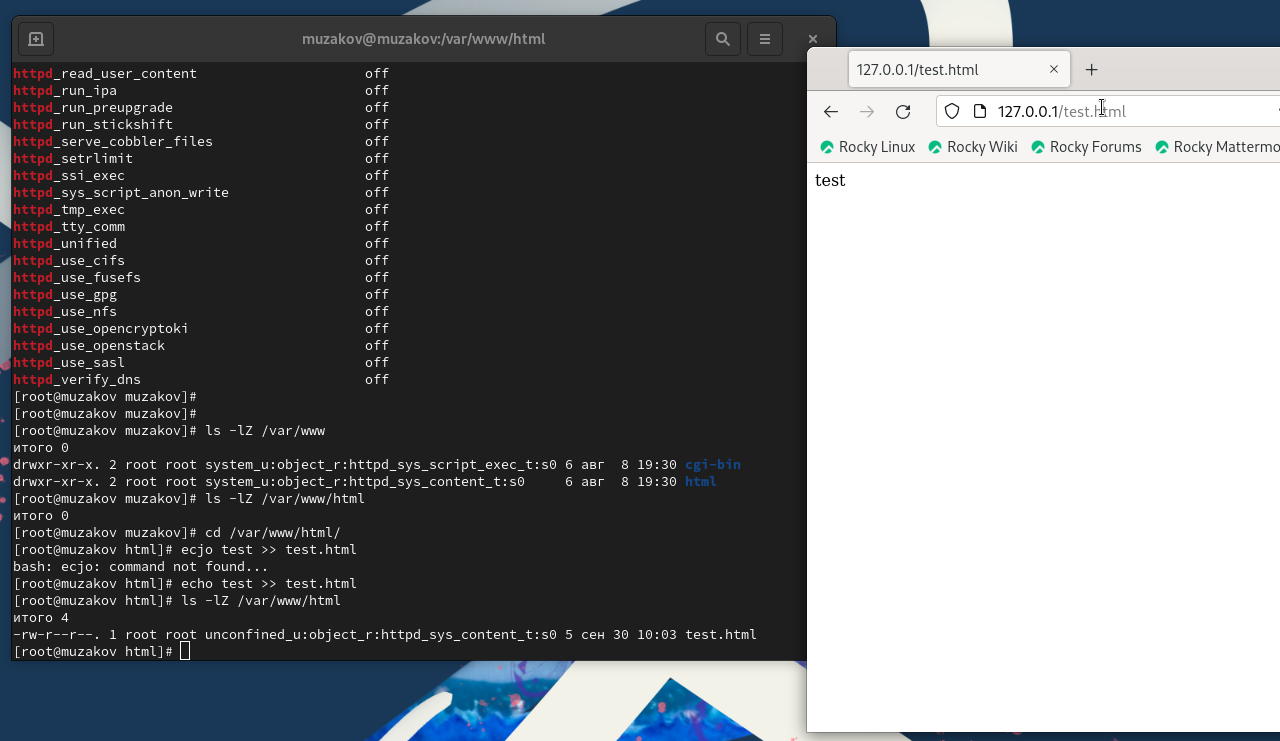 muzakov@muzakov:/var/www/html
httpd_read_user_content off
httpd_run_ipa off
httpd_run_preupgrade off
httpd_run_stickshift off
httpd_serve_cobbler_files off
httpd_setrlimit off
httpd_ssi_exec off
httpd_sys_script_anon_write off
httpd_tmp_exec off
httpd_tty_comm off
httpd_unified off
httpd_use_cifs off
httpd_use_fusefs off
httpd_use_gpg off
httpd_use_nfs off
httpd_use_opencryptoki off
httpd_use_openstack off
httpd_use_sasl off
httpd_verify_dns off
[root@muzakov muzakov]#
[root@muzakov muzakov]#
[root@muzakov muzakov]# ls -lZ /var/www
итого 0
drwxr-xr-x. 2 root root system_u:object_r:httpd_sys_script_exec_t:s0 6 авг 8 19:30 cgi-bin
drwxr-xr-x. 2 root root system_u:object_r:httpd_sys_content_t:s0 6 авг 8 19:30 html
[root@muzakov muzakov]# ls -lZ /var/www/html
итого 0
[root@muzakov muzakov]# cd /var/www/html/
[root@muzakov html]# ecjo test >> test.html
bash: ecjo: command not found...
[root@muzakov html]# echo test >> test.html
[root@muzakov html]# ls -lZ /var/www/html
итого 4
-rw-r--r--. 1 root root unconfined_u:object_r:httpd_sys_content_t:s0 5 сен 30 10:03 test.html
[root@muzakov html]#
127.0.0.1/test.html
127.0.0.1/test.html
Rocky Linux Rocky Wiki Rocky Forums Rocky Mattermo
test